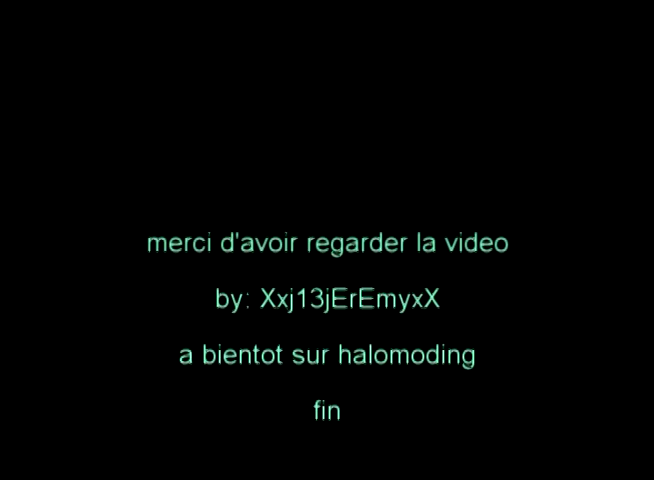 merci d'avoir regarder la video
by: Xxj13jErEmyxX
a bientot sur halomoding
fin